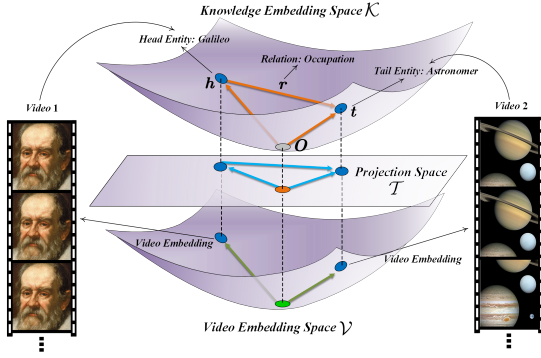 Knowledge Embedding Space K
Head Entity: Galileo
Relation: Occupation
Tail Entity: Astronomer
Video 1
Video 2
h
r
t
O
Projection Space
T
Video Embedding
Video Embedding
Video Embedding Space V